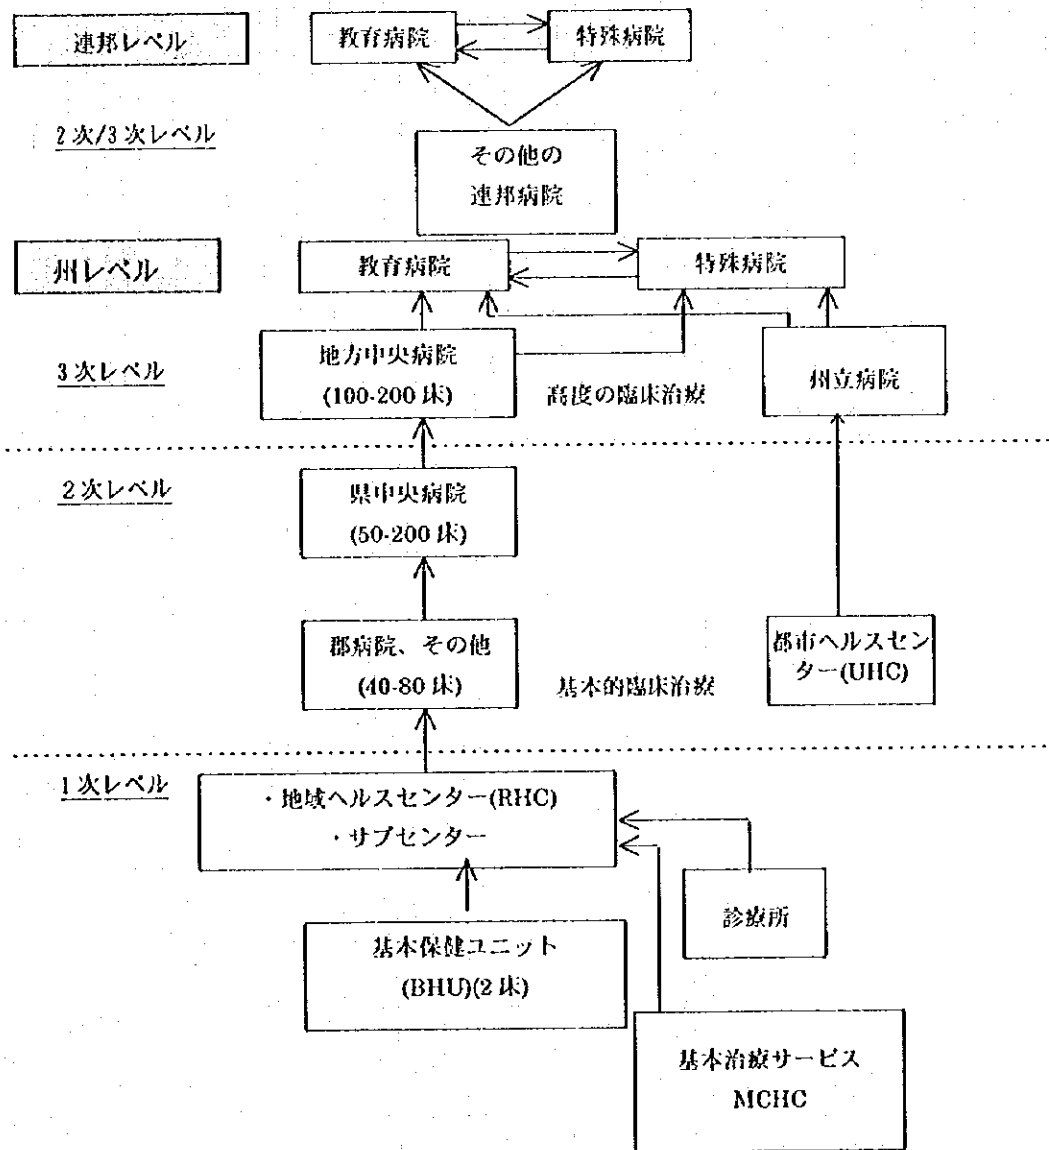 連邦レベル
教育病院
特殊病院
2次/3次レベル
その他の
連邦病院
州レベル
教育病院
特殊病院
3次レベル
地方中央病院
(100-200床)
高度の臨床治療
州立病院
2次レベル
県中央病院
(50-200床)
郡病院、その他
(40-80床)
基本的臨床治療
都市ヘルスセン
ター(UHC)
1次レベル
・地域ヘルスセンター(RHC)
・サブセンター
診療所
基本保健ユニット
(BHU)(2床)
基本治療サービス
MCHC